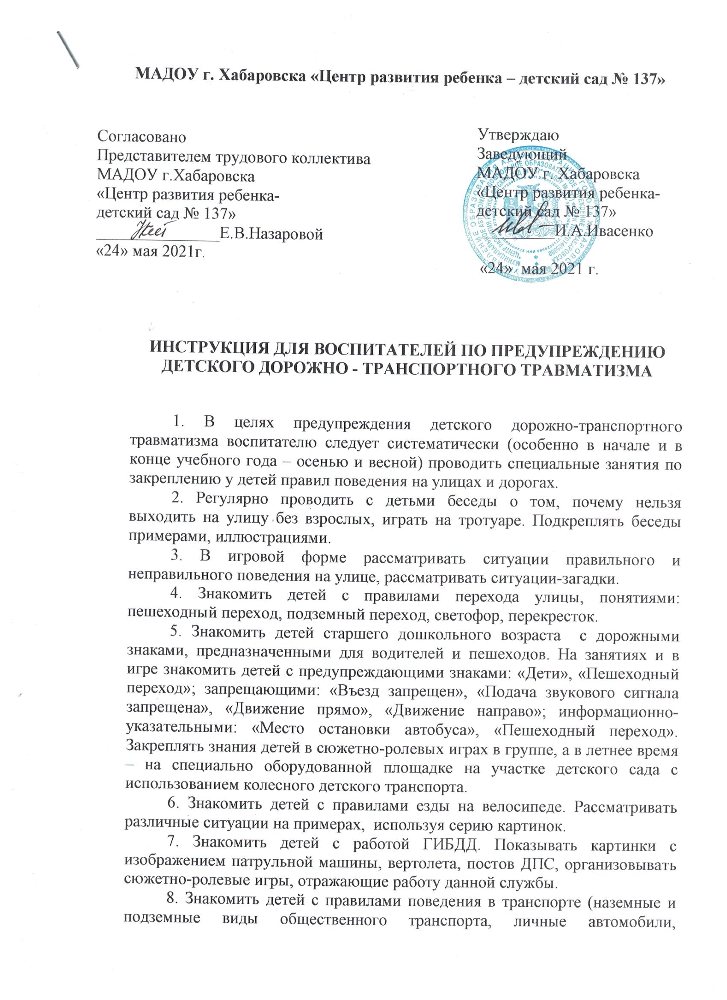 МАДОУ г. Хабаровска «Центр развития ребенка – детский сад № 137»
Согласовано
Представителем трудового коллектива
МАДОУ г.Хабаровска
«Центр развития ребенка-
детский сад № 137»
Е.В.Назаровой
«24» мая 2021г.
Утверждаю
Заведующий
МАДОУ г. Хабаровска
«Центр развития ребенка-
детский сад № 137»
И.А.Ивасенко
«24» мая 2021 г.
ИНСТРУКЦИЯ ДЛЯ ВОСПИТАТЕЛЕЙ ПО ПРЕДУПРЕЖДЕНИЮ
ДЕТСКОГО ДОРОЖНО - ТРАНСПОРТНОГО ТРАВМАТИЗМА
1. В целях предупреждения детского дорожно-транспортного
травматизма воспитателю следует систематически (особенно в начале и в
конце учебного года – осенью и весной) проводить специальные занятия по
закреплению у детей правил поведения на улицах и дорогах.
2. Регулярно проводить с детьми беседы о том, почему нельзя
выходить на улицу без взрослых, играть на тротуаре. Подкреплять беседы
примерами, иллюстрациями.
3. В игровой форме рассматривать ситуации правильного и
неправильного поведения на улице, рассматривать ситуации-загадки.
4. Знакомить детей с правилами перехода улицы, понятиями:
пешеходный переход, подземный переход, светофор, перекресток.
5. Знакомить детей старшего дошкольного возраста с дорожными
знаками, предназначенными для водителей и пешеходов. На занятиях и в
игре знакомить детей с предупреждающими знаками: «Дети», «Пешеходный
переход»; запрещающими: «Въезд запрещен», «Подача звукового сигнала
запрещена», «Движение прямо», «Движение направо»; информационно-
указательными: «Место остановки автобуса», «Пешеходный переход».
Закреплять знания детей в сюжетно-ролевых играх в группе, а в летнее время
– на специально оборудованной площадке на участке детского сада с
использованием колесного детского транспорта.
6. Знакомить детей с правилами езды на велосипеде. Рассматривать
различные ситуации на примерах, используя серию картинок.
7. Знакомить детей с работой ГИБДД. Показывать картинки с
изображением патрульной машины, вертолета, постов ДПС, организовывать
сюжетно-ролевые игры, отражающие работу данной службы.
8. Знакомить детей с правилами поведения в транспорте (наземные и
подземные виды общественного транспорта, личные автомобили,